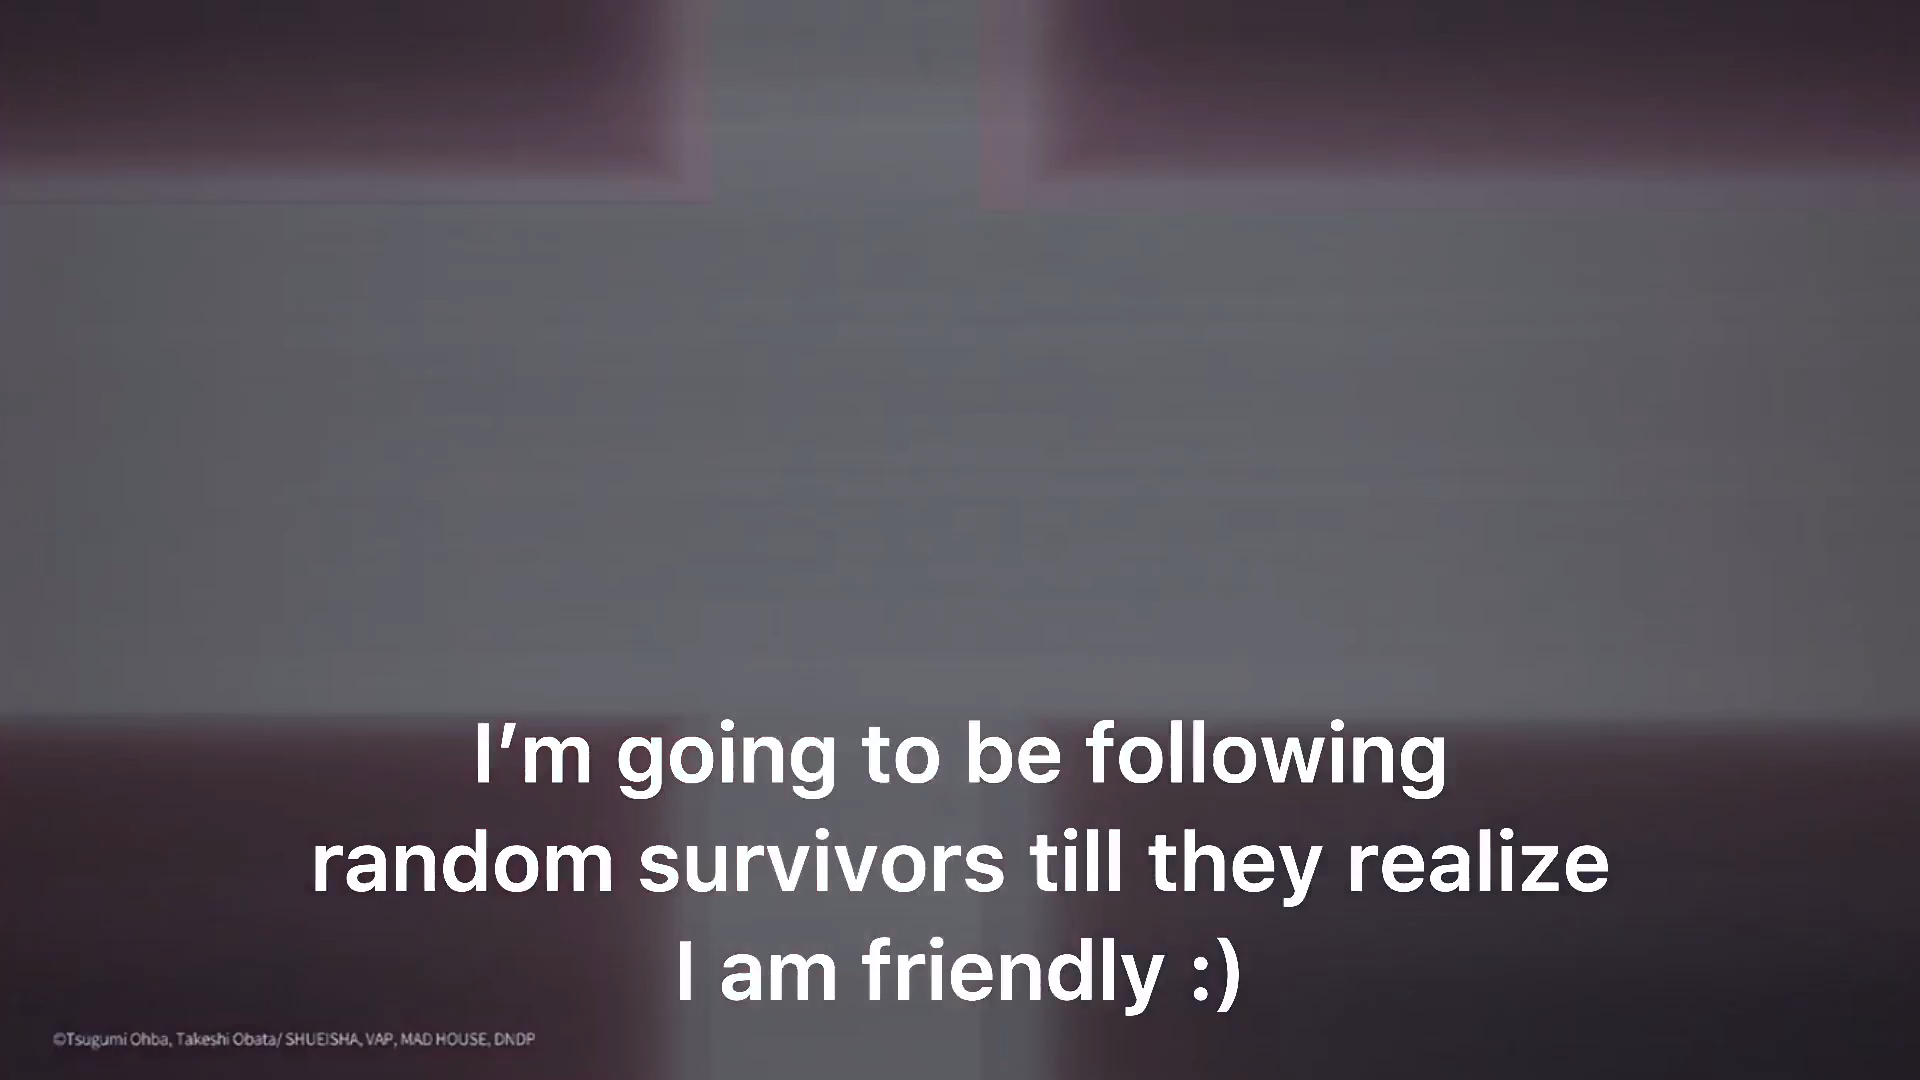 I’m going to be following
random survivors till they realize
I am friendly :)
©Tsugumi Ohba, Takeshi Obata/ SHUEISHA, VAP, MAD HOUSE, DNDP